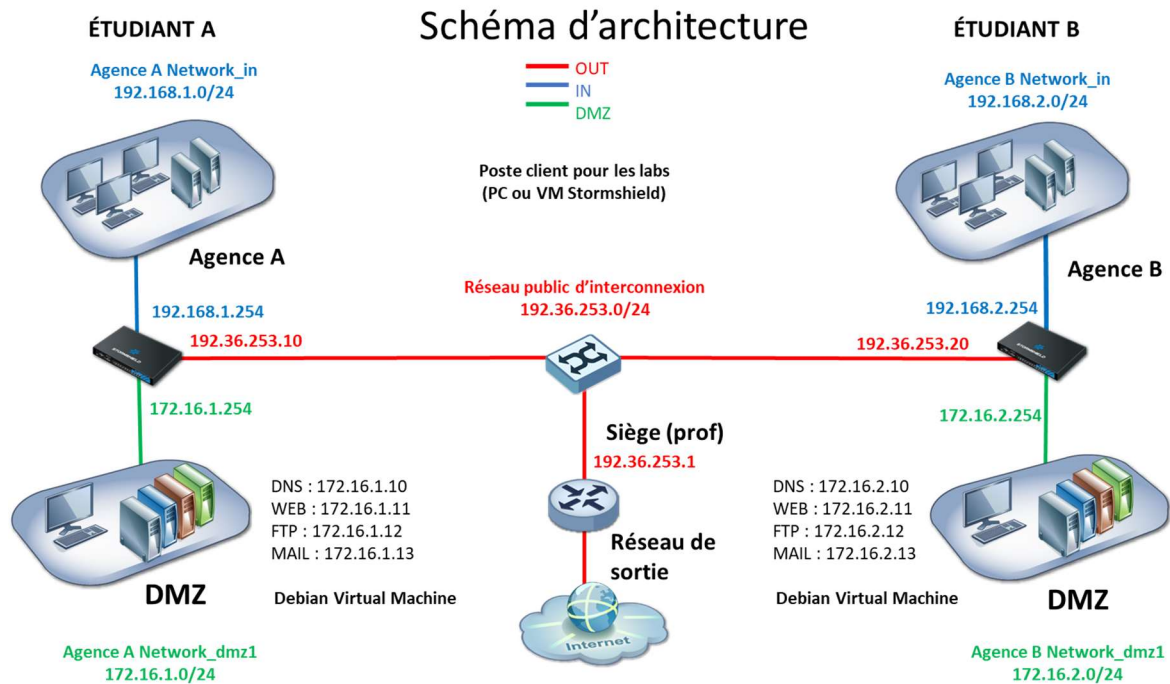 Schéma d'architecture
ÉTUDIANT A
ÉTUDIANT B
Agence A Network_in
192.168.1.0/24
OUT
IN
DMZ
Agence B Network_in
192.168.2.0/24
Poste client pour les labs
(PC ou VM Stormshield)
Agence A
Agence B
Réseau public d'interconnexion
192.36.253.0/24
192.168.1.254
192.36.253.10
192.168.2.254
192.36.253.20
STORMSHIELD
STORMSHIELD
172.16.1.254
172.16.2.254
Siège (prof)
192.36.253.1
DNS : 172.16.1.10
WEB : 172.16.1.11
FTP : 172.16.1.12
MAIL : 172.16.1.13
DNS : 172.16.2.10
WEB : 172.16.2.11
FTP : 172.16.2.12
MAIL : 172.16.2.13
Réseau de
sortie
DMZ
Debian Virtual Machine
Debian Virtual Machine
DMZ
Internet
Agence A Network_dmz1
172.16.1.0/24
Agence B Network_dmz1
172.16.2.0/24